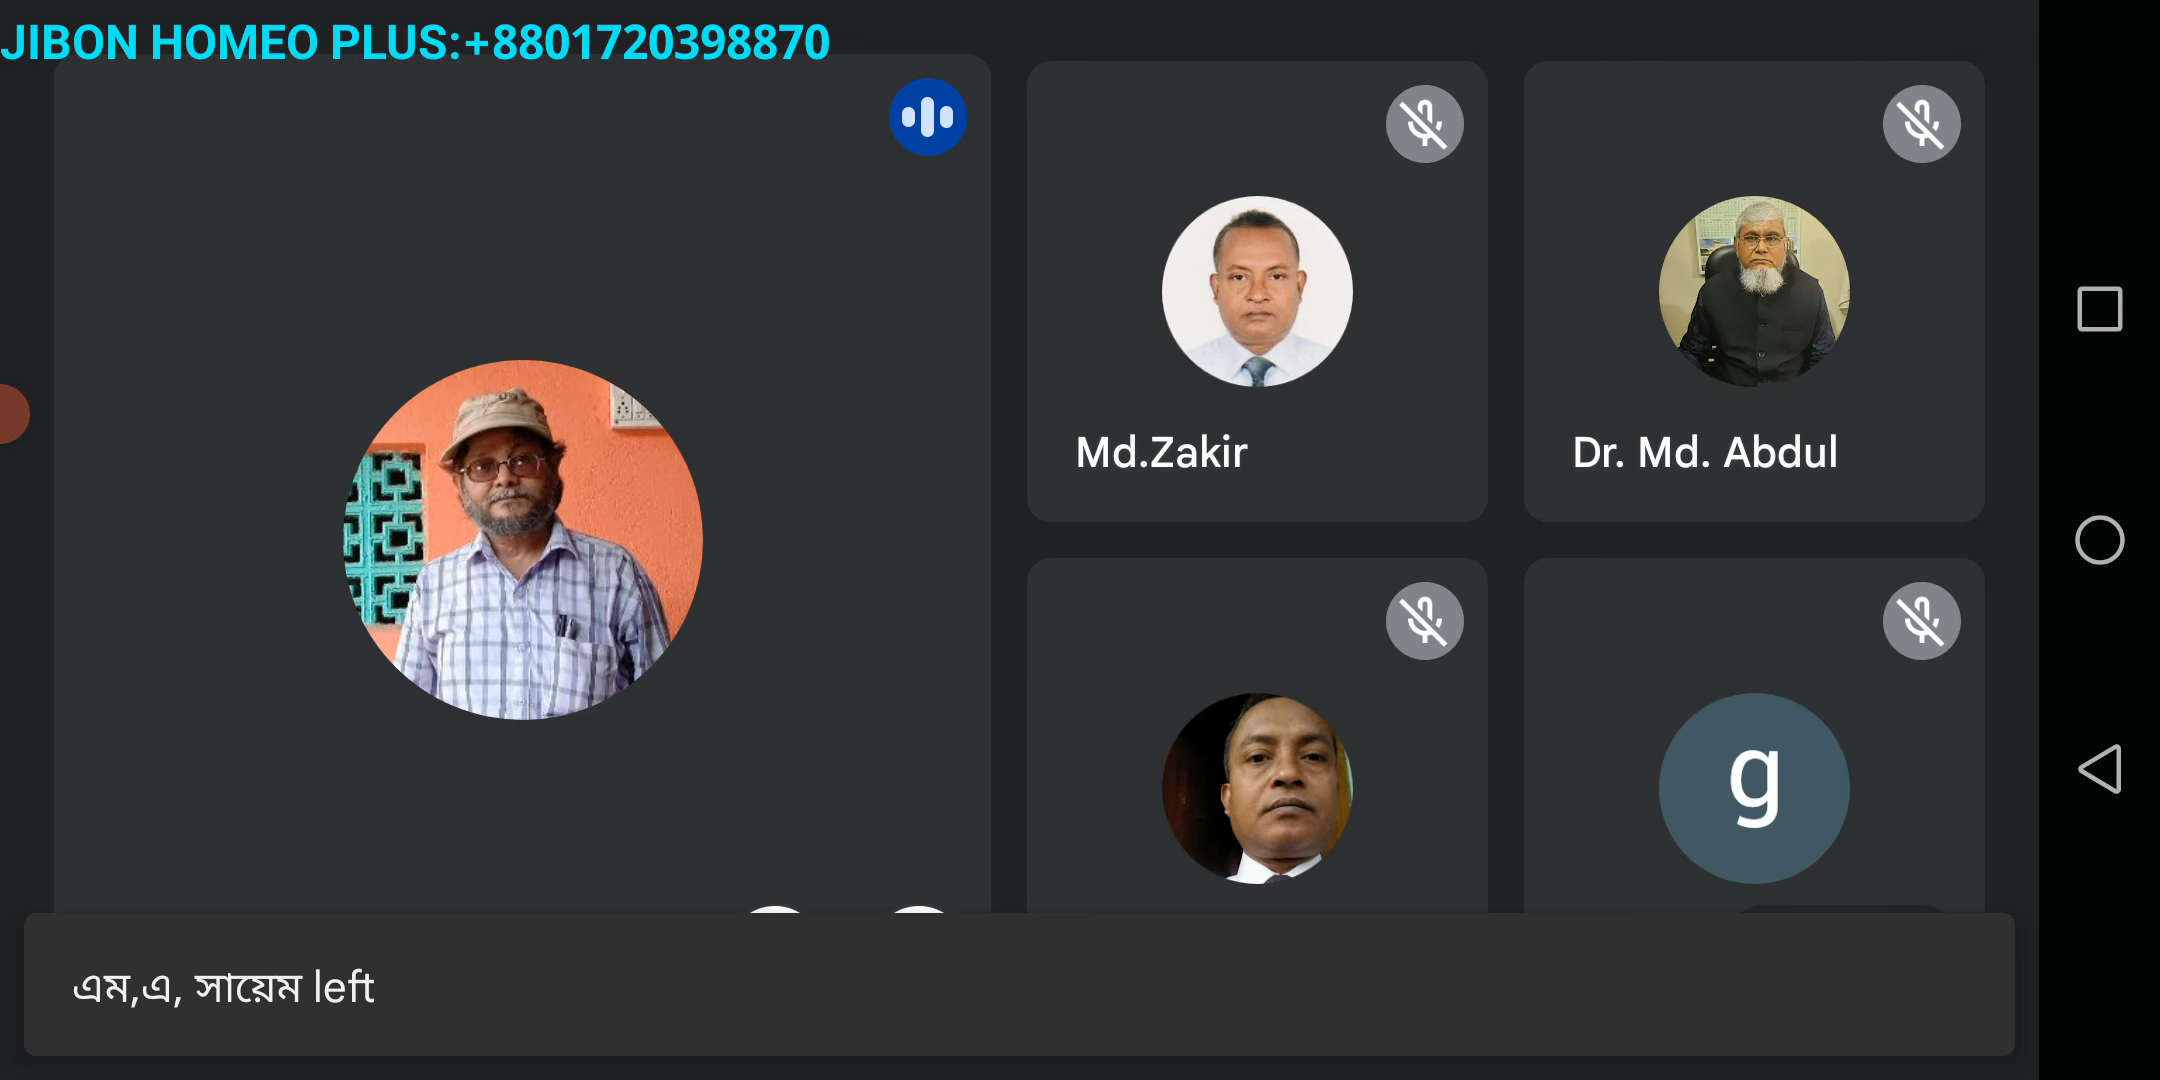 JIBON HOMEO PLUS:+8801720398870
Md.Zakir
Dr. Md. Abdul
g
এম,এ, সায়েম left